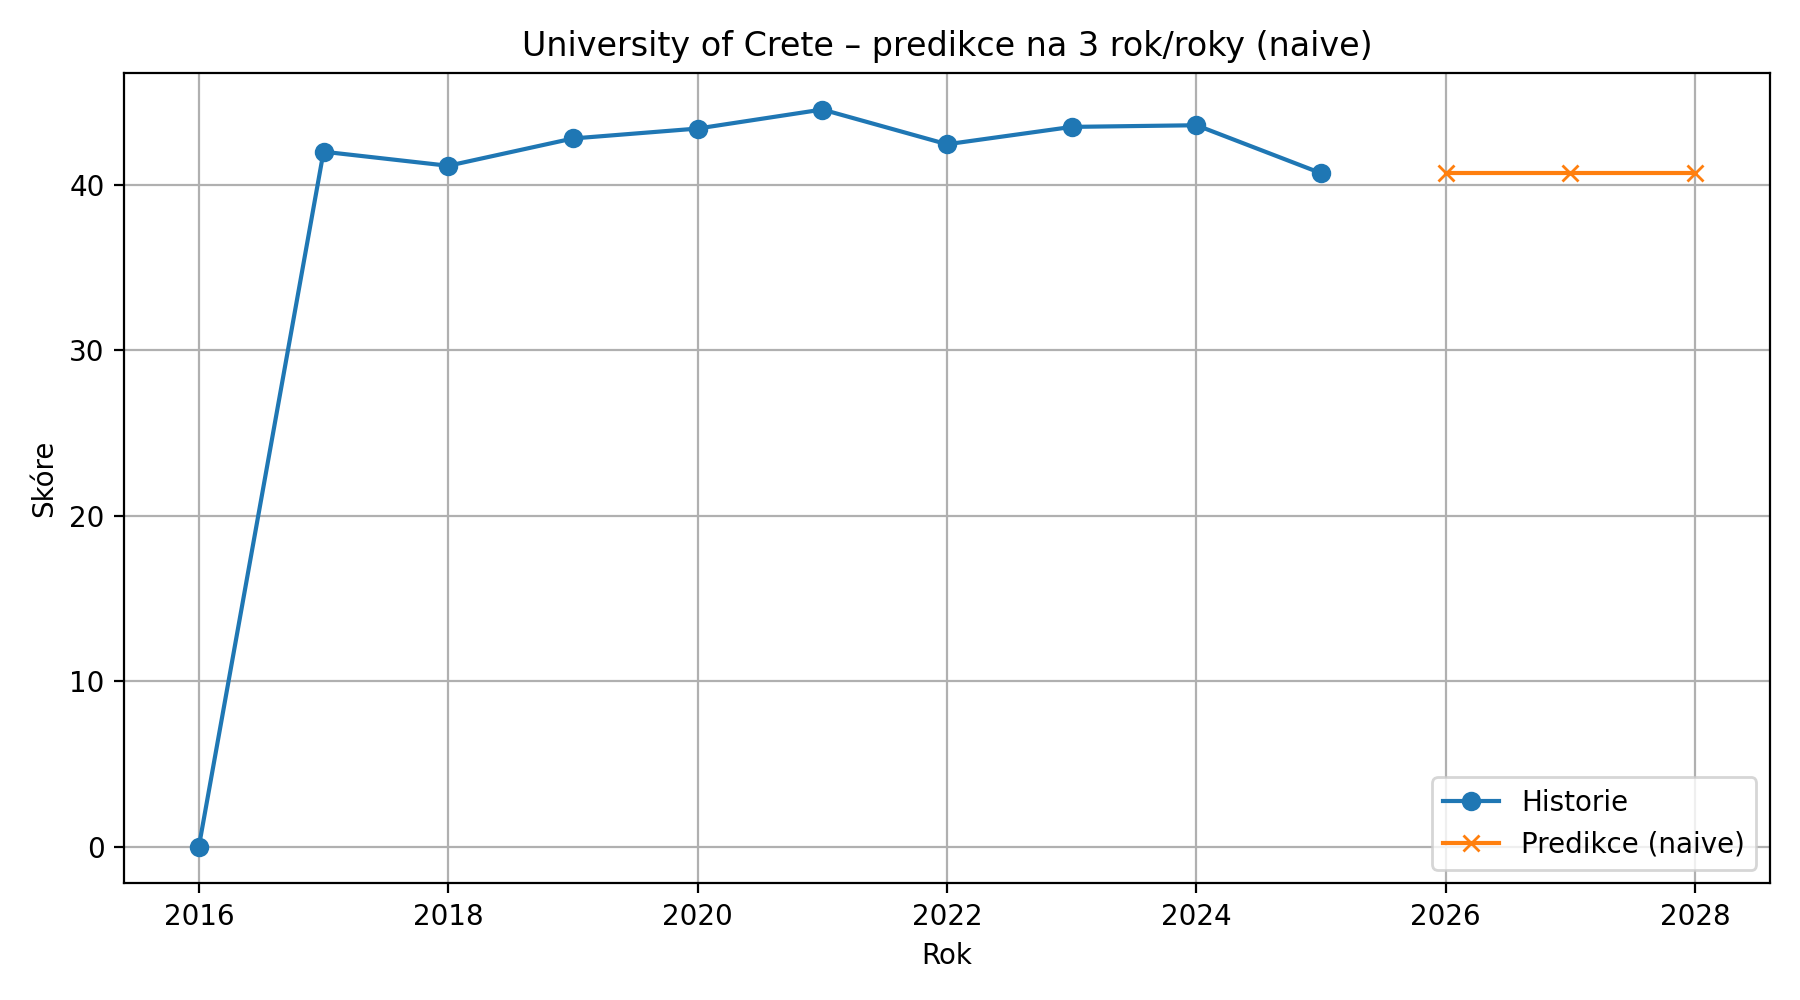 University of Crete – predikce na 3 rok/roky (naive)
Skóre
40
30
20
10
0
2016 2018 2020 2022 2024 2026 2028
Rok
Historie
Predikce (naive)